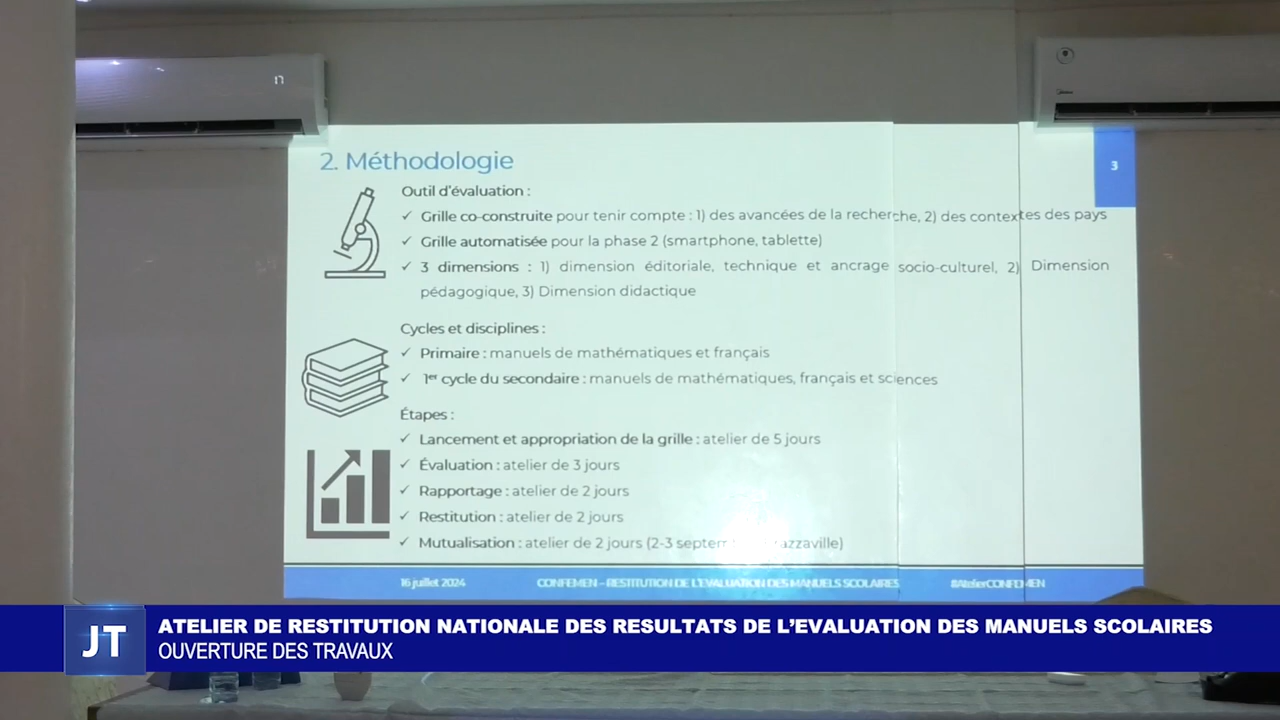 2. Méthodologie
3
Outil d'évaluation :
✓ Grille co-construite pour tenir compte : 1) des avancées de la recherche, 2) des contextes des pays
✓ Grille automatisée pour la phase 2 (smartphone, tablette)
✓ 3 dimensions : 1) dimension éditoriale, technique et ancrage socio-culturel, 2) Dimension
pédagogique, 3) Dimension didactique
Cycles et disciplines :
✓ Primaire : manuels de mathématiques et français
✓ 1er cycle du secondaire : manuels de mathématiques, français et sciences
Étapes :
✓ Lancement et appropriation de la grille : atelier de 5 jours
✓ Évaluation : atelier de 3 jours
✓ Rapportage : atelier de 2 jours
✓ Restitution : atelier de 2 jours
✓ Mutualisation : atelier de 2 jours (2-3
16 juillet 2024 CONFEMEN – RESTITUTION DE L'EVALUATION DES MANUELS SCOLAIRES #AtelierCONFEMEN
JT
ATELIER DE RESTITUTION NATIONALE DES RESULTATS DE L'EVALUATION DES MANUELS SCOLAIRES
OUVERTURE DES TRAVAUX